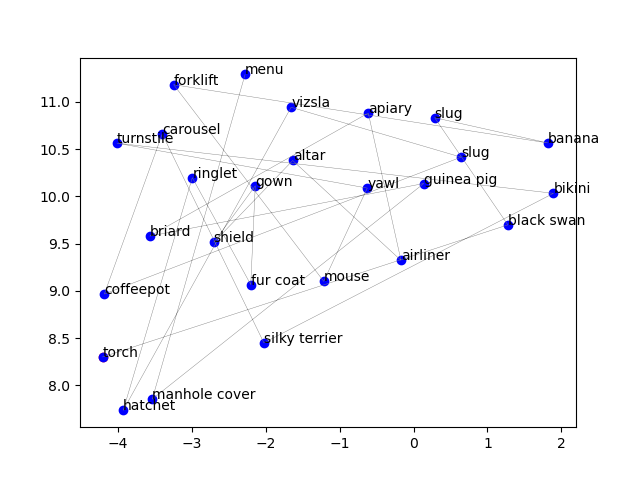 menu
forklift
vizsla
apiary
slug
carousel
turnstile
banana
altar
slug
ringlet
gown
yawl
guinea pig
bikini
black swan
briard
shield
airliner
fur coat
mouse
coffeepot
silky terrier
torch
manhole cover
hatchet
11.0
10.5
10.0
9.5
9.0
8.5
8.0
−4 −3 −2 −1 0 1 2